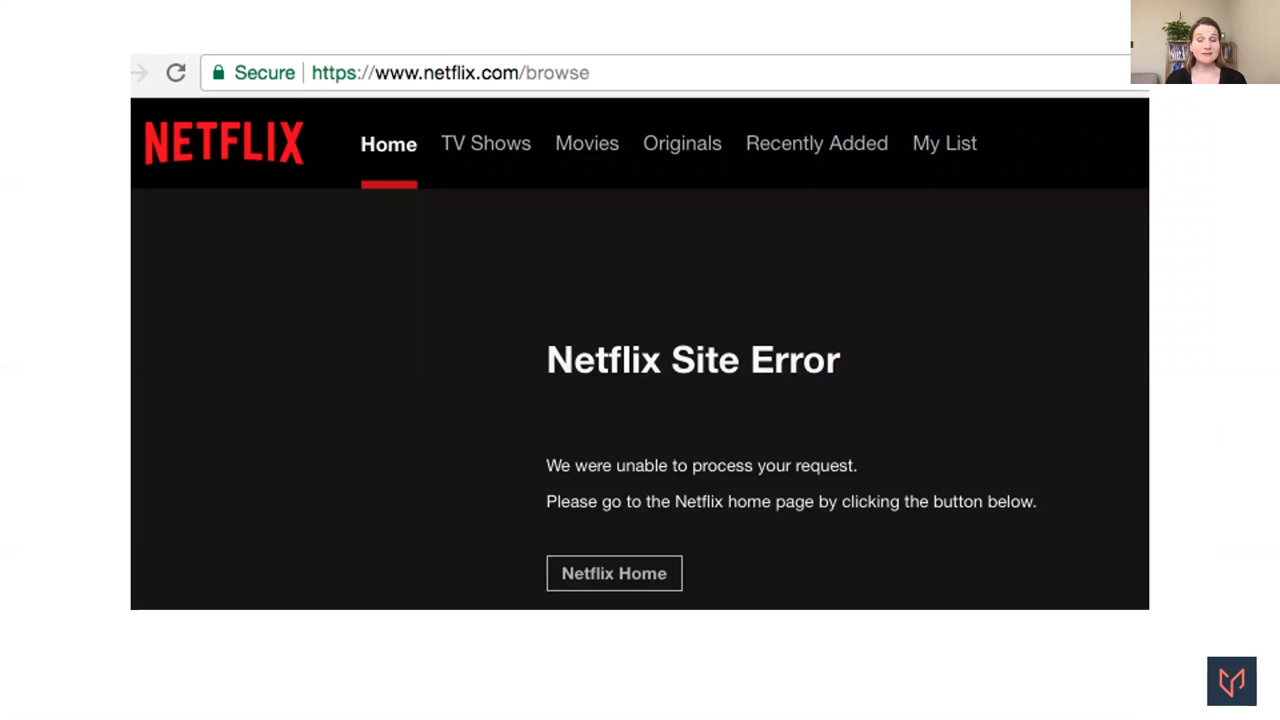 Secure https://www.netflix.com/browse
NETFLIX Home TV Shows Movies Originals Recently Added My List
Netflix Site Error
We were unable to process your request.
Please go to the Netflix home page by clicking the button below.
Netflix Home